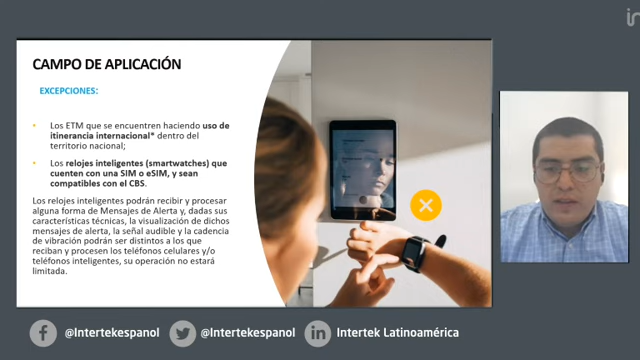 in
CAMPO DE APLICACIÓN
EXCEPCIONES:
• Los ETM que se encuentren haciendo uso de
itinerancia internacional* dentro del
territorio nacional;
• Los relojes inteligentes (smartwatches) que
cuenten con una SIM o eSIM, y sean
compatibles con el CBS.
Los relojes inteligentes podrán recibir y procesar
alguna forma de Mensajes de Alerta y, dadas sus
características técnicas, la visualización de dichos
mensajes de alerta, la señal audible y la cadencia
de vibración podrán ser distintos a los que
reciban y procesen los teléfonos celulares y/o
teléfonos inteligentes, su operación no estará
limitada.
@Intertekespanol @Intertekespanol Intertek Latinoamérica